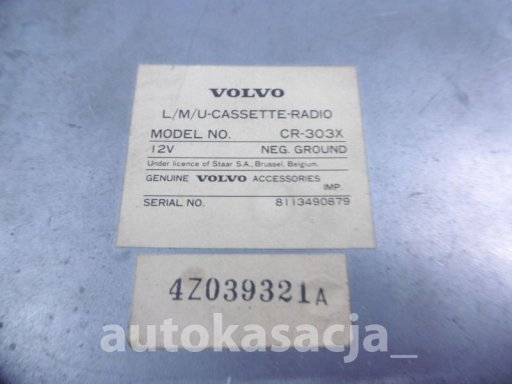 VOLVO
L/M/U-CASSETTE-RADIO
MODEL NO. CR-303X
12V NEG. GROUND
Under licence of Staar S.A., Brussel, Belgium.
GENUINE VOLVO ACCESSORIES
IMP.
SERIAL NO. 8113490879
4Z039321A
autokasacja_